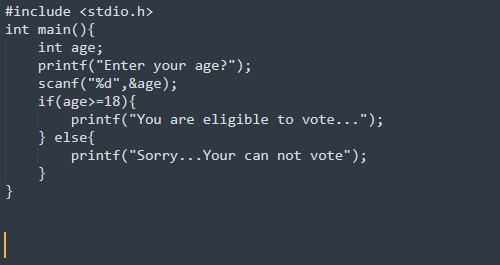 #include <stdio.h>
int main(){
    int age;
    printf("Enter your age?");
    scanf("%d",&age);
    if(age>=18){
        printf("You are eligible to vote...");
    } else{
        printf("Sorry...Your can not vote");
    }
}